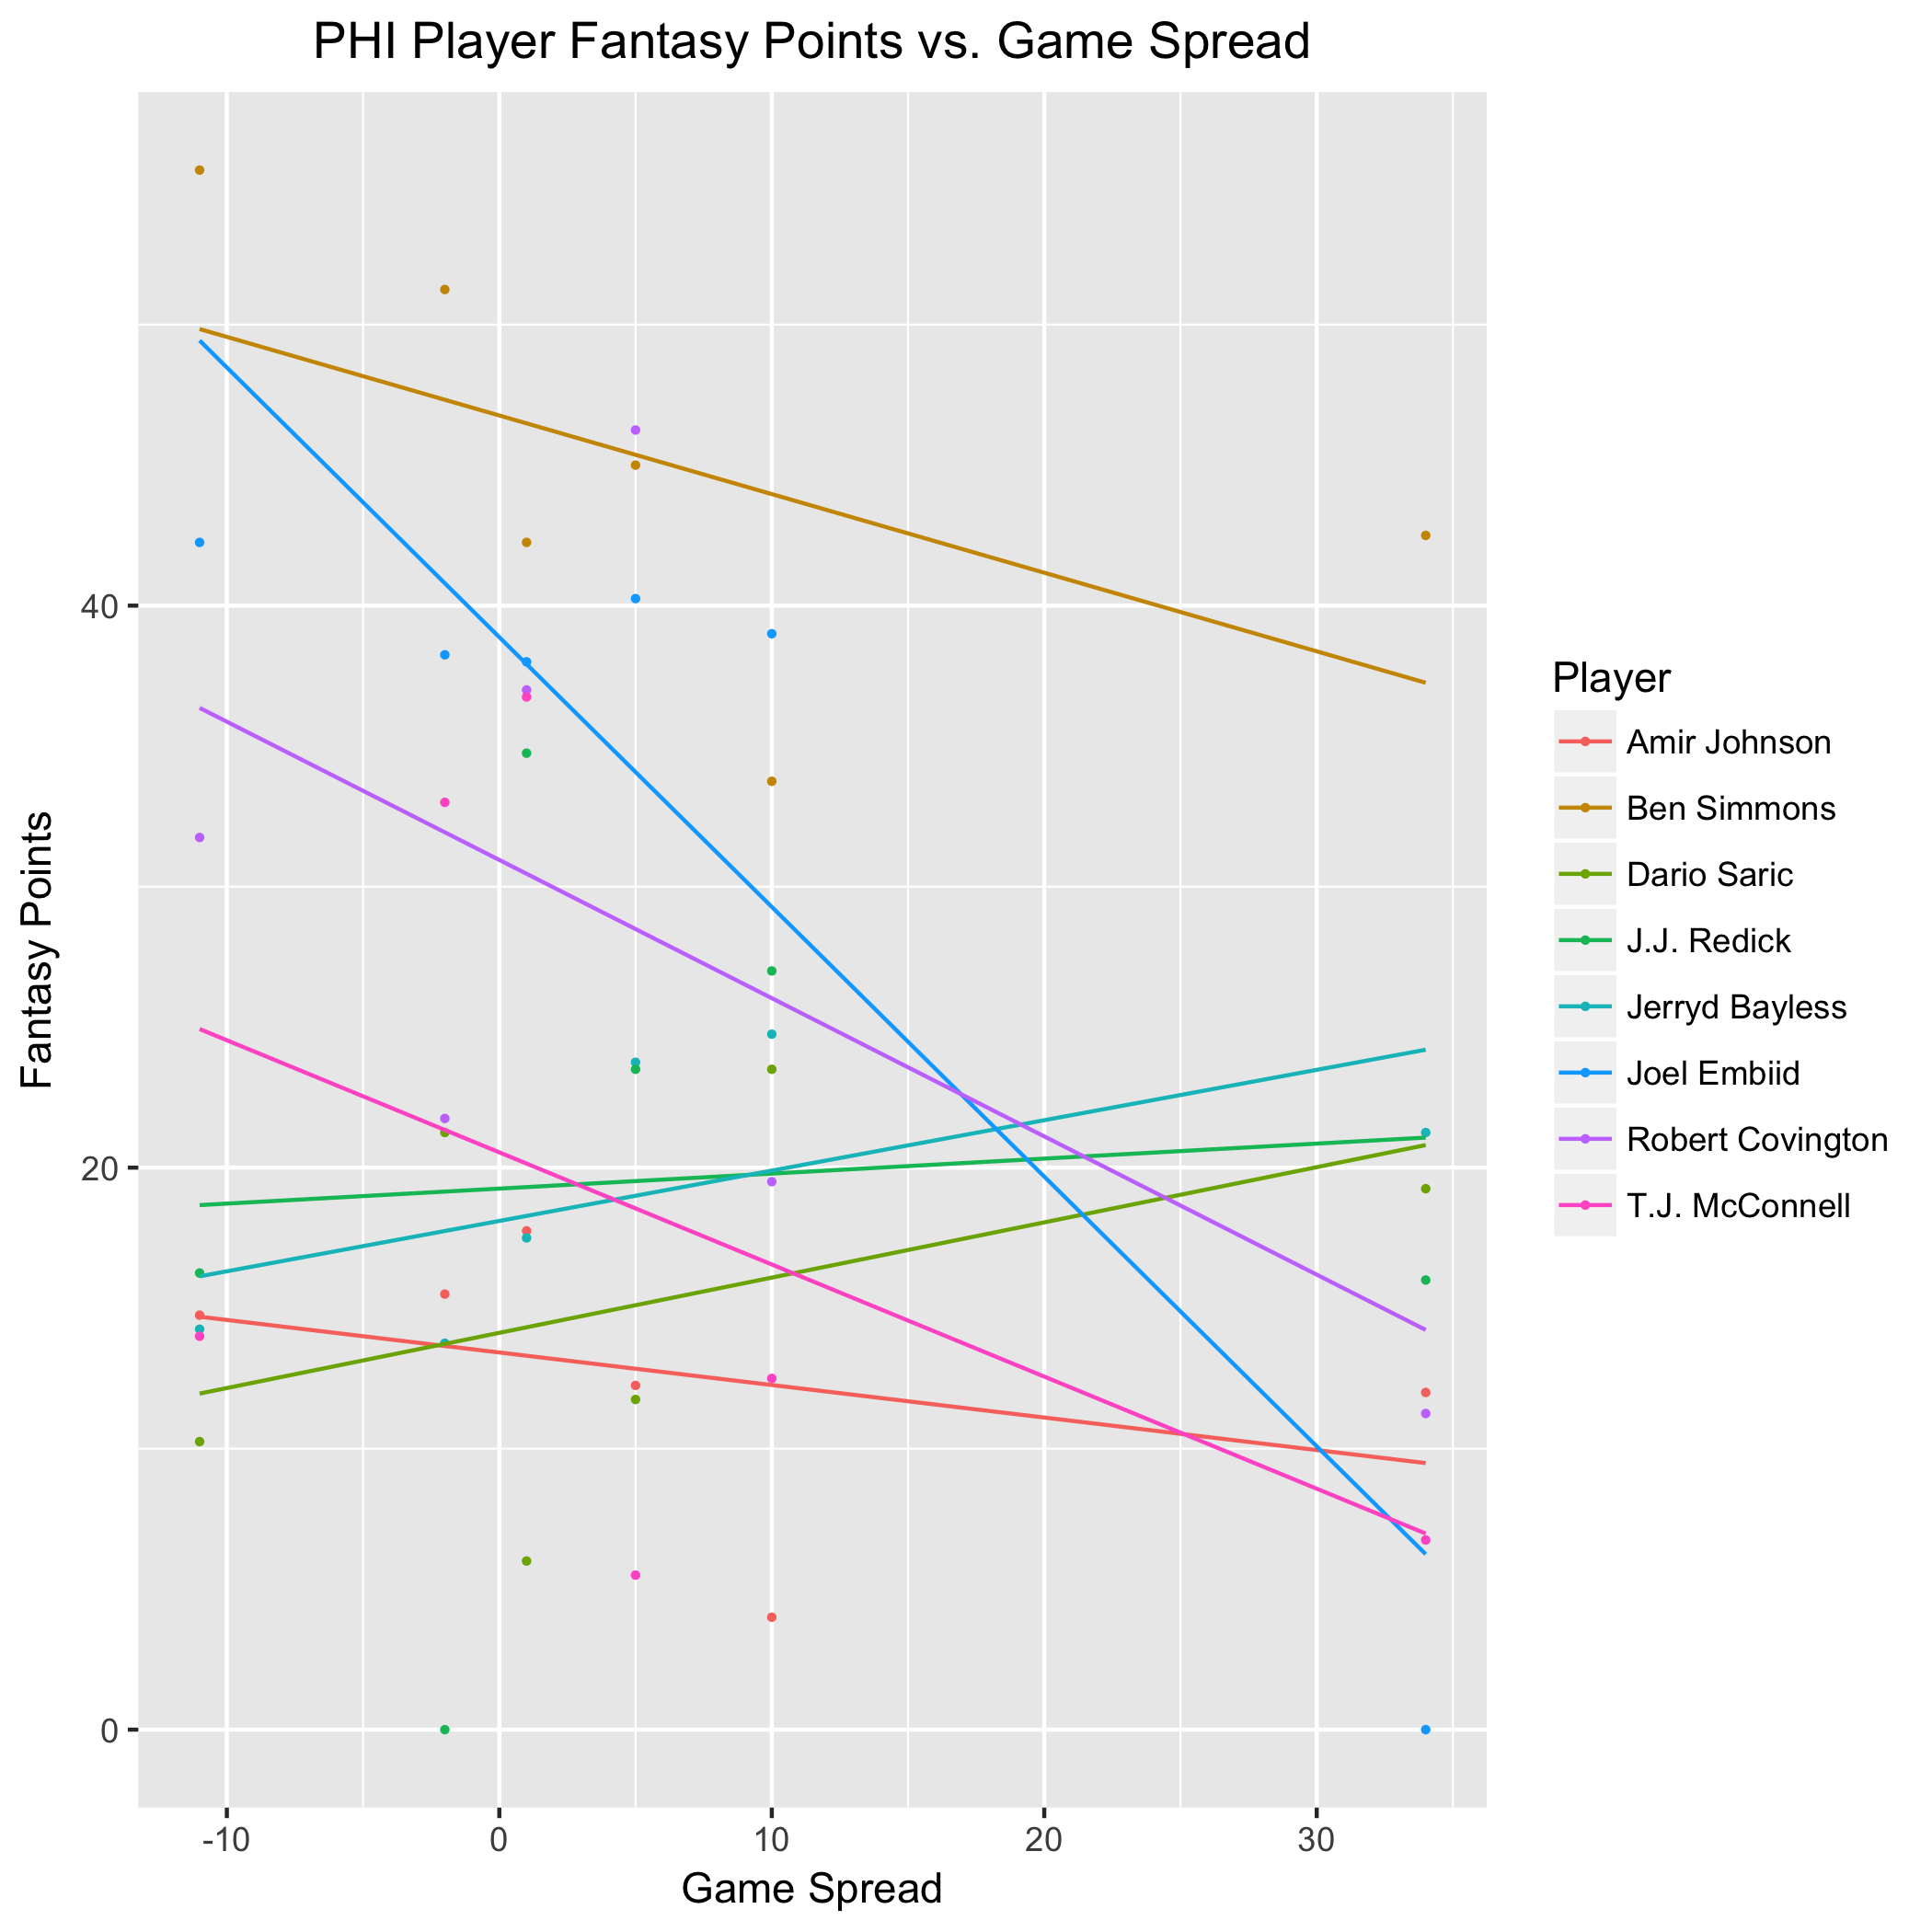 PHI Player Fantasy Points vs. Game Spread
Fantasy Points
40
20
0
-10 0 10 20 30
Game Spread
Player
Amir Johnson
Ben Simmons
Dario Saric
J.J. Redick
Jerryd Bayless
Joel Embiid
Robert Covington
T.J. McConnell